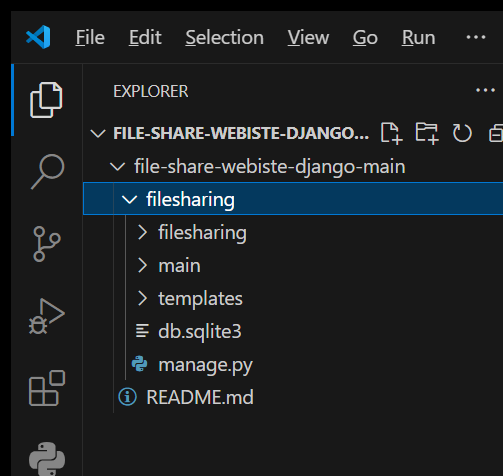 File Edit Selection View Go Run ...
EXPLORER ...
FILE-SHARE-WEBISTE-DJANGO...
file-share-webiste-django-main
filesharing
filesharing
main
templates
db.sqlite3
manage.py
README.md